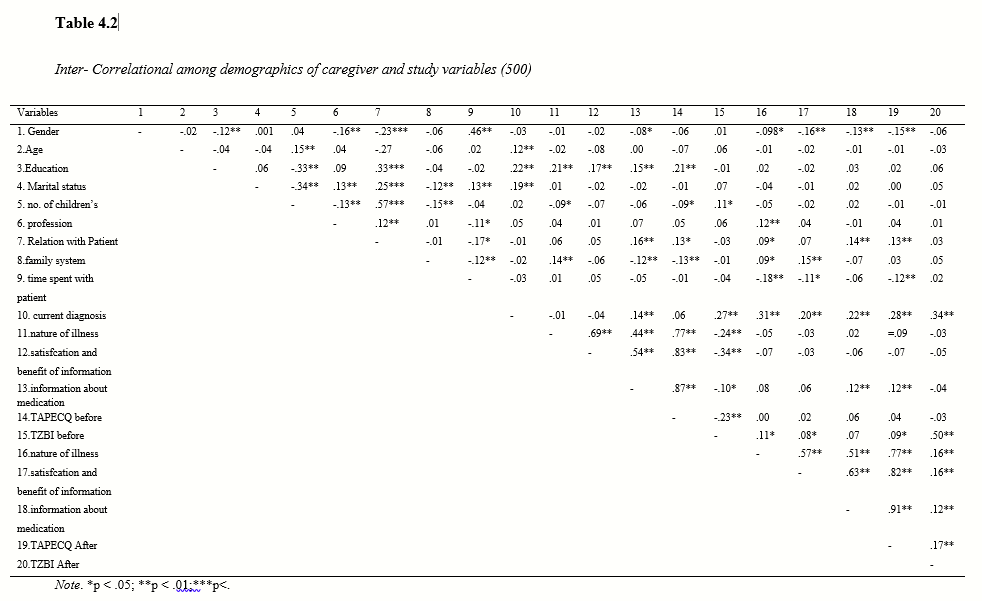 Table 4.2
Inter- Correlational among demographics of caregiver and study variables (500)
Variables 1 2 3 4 5 6 7 8 9 10 11 12 13 14 15 16 17 18 19 20
1. Gender - -.02 -.12** .001 .04 -.16** -.23*** -.06 .46** -.03 -.01 -.02 -.08* -.06 .01 -.098* -.16** -.13** -.15** -.06
2.Age - -.04 -.04 .15** .04 -.27 -.06 .02 .12** -.02 -.08 .00 -.07 .06 -.01 -.02 -.01 -.01 -.03
3.Education - .06 -.33** .09 .33*** -.04 -.02 .22** .21** .17** .15** .21** -.01 .02 -.02 .03 .02 .06
4. Marital status - -.34** .13** .25*** -.12** .13** .19** .01 -.02 -.02 -.01 .07 -.04 -.01 .02 .00 .05
5. no. of children's - -.13** .57*** -.15** -.04 .02 -.09* -.07 -.06 -.09* .11* -.05 -.02 .02 -.01 -.01
6. profession - .12** .01 -.11* .05 .04 .01 .07 .05 .06 .12** .04 -.01 .04 .01
7. Relation with Patient - -.01 -.17* -.01 .06 .05 .16** .13* -.03 .09* .07 .14** .13** .03
8.family system - -.12** -.02 .14** -.06 -.12** -.13** -.01 .09* .15** -.07 .03 .05
9. time spent with - -.03 .01 .05 -.05 -.01 -.04 -.18** -.11* -.06 -.12** .02
patient
10. current diagnosis - -.01 -.04 .14** .06 .27** .31** .20** .22** .28** .34**
11.nature of illness - .69** .44** .77** -.24** -.05 -.03 .02 =.09 -.03
12.satisfcation and - .54** .83** -.34** -.07 -.03 -.06 -.07 -.05
benefit of information
13.information about - .87** -.10* .08 .06 .12** .12** -.04
medication
14.TAPECQ before - -.23** .00 .02 .06 .04 -.03
15.TZBI before - .11* .08* .07 .09* .50**
16.nature of illness - .57** .51** .77** .16**
17.satisfcation and - .63** .82** .16**
benefit of information
18.information about - .91** .12**
medication
19.TAPECQ After - .17**
20.TZBI After -
Note. *p < .05; **p < .01;***p<.